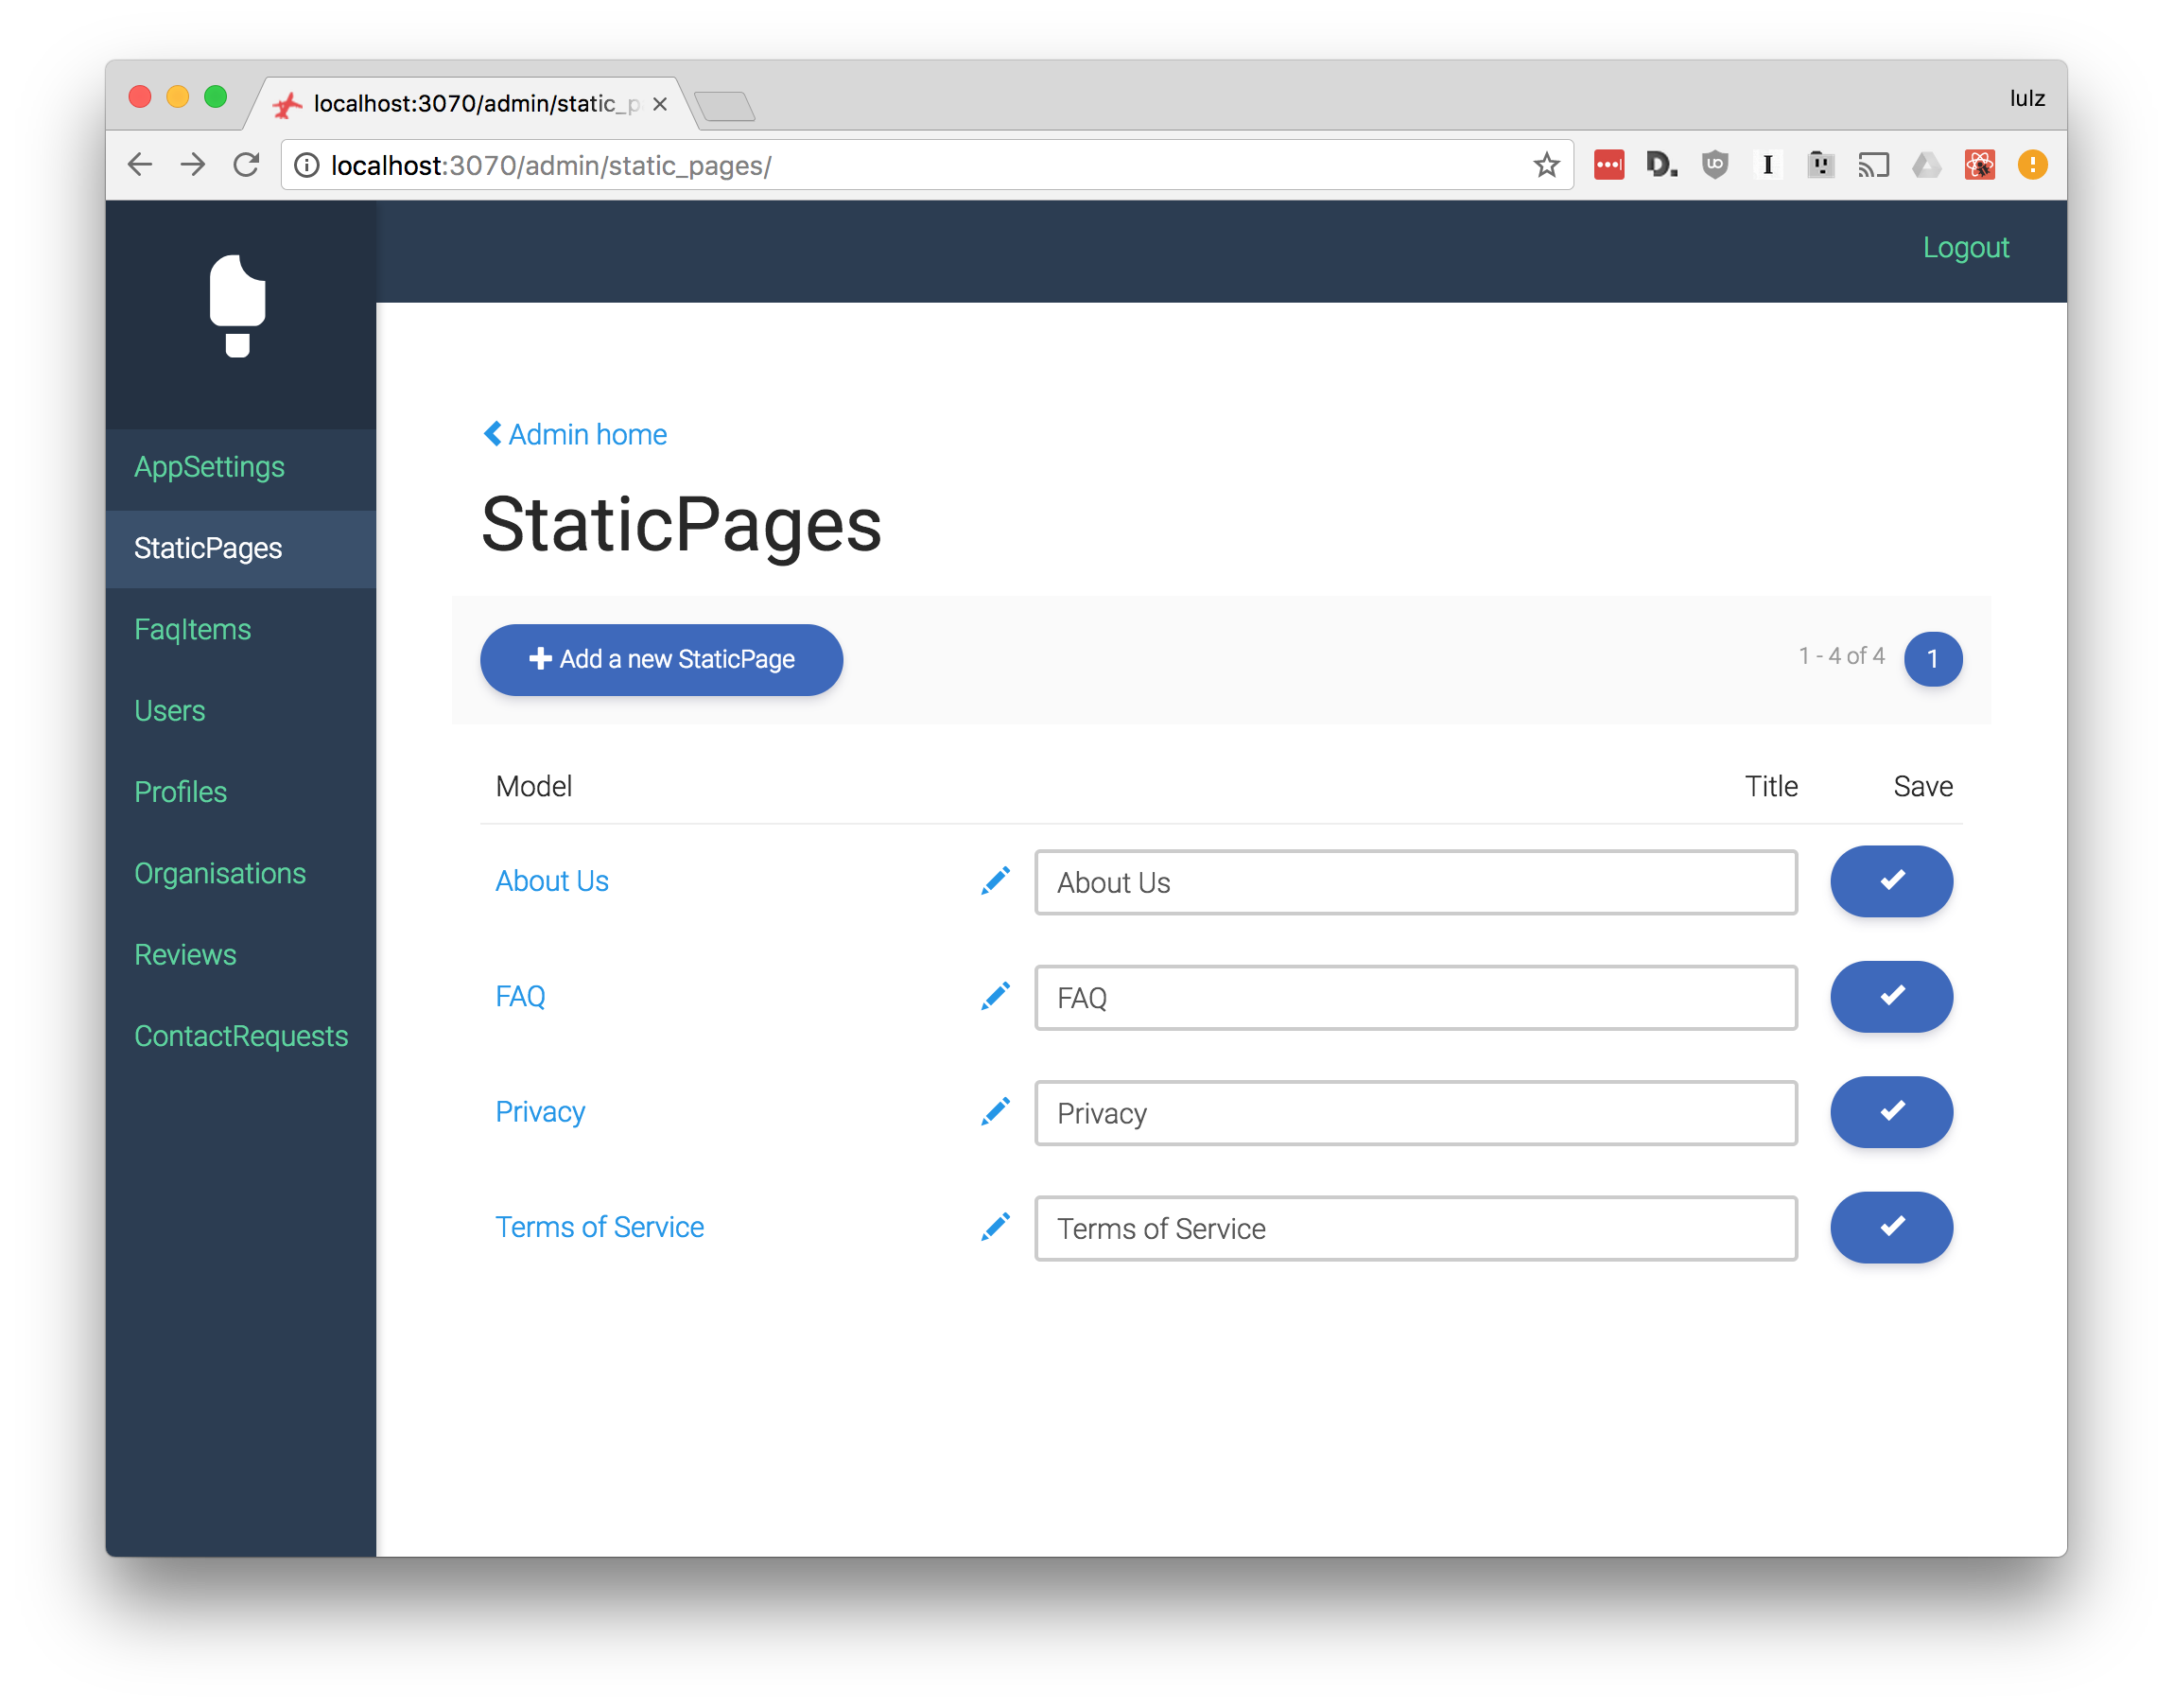 localhost:3070/admin/static_p
lulz
localhost:3070/admin/static_pages/
Logout
AppSettings
StaticPages
FaqItems
Users
Profiles
Organisations
Reviews
ContactRequests
Admin home
StaticPages
Add a new StaticPage
1 - 4 of 4 1
Model Title Save
About Us About Us
FAQ FAQ
Privacy Privacy
Terms of Service Terms of Service